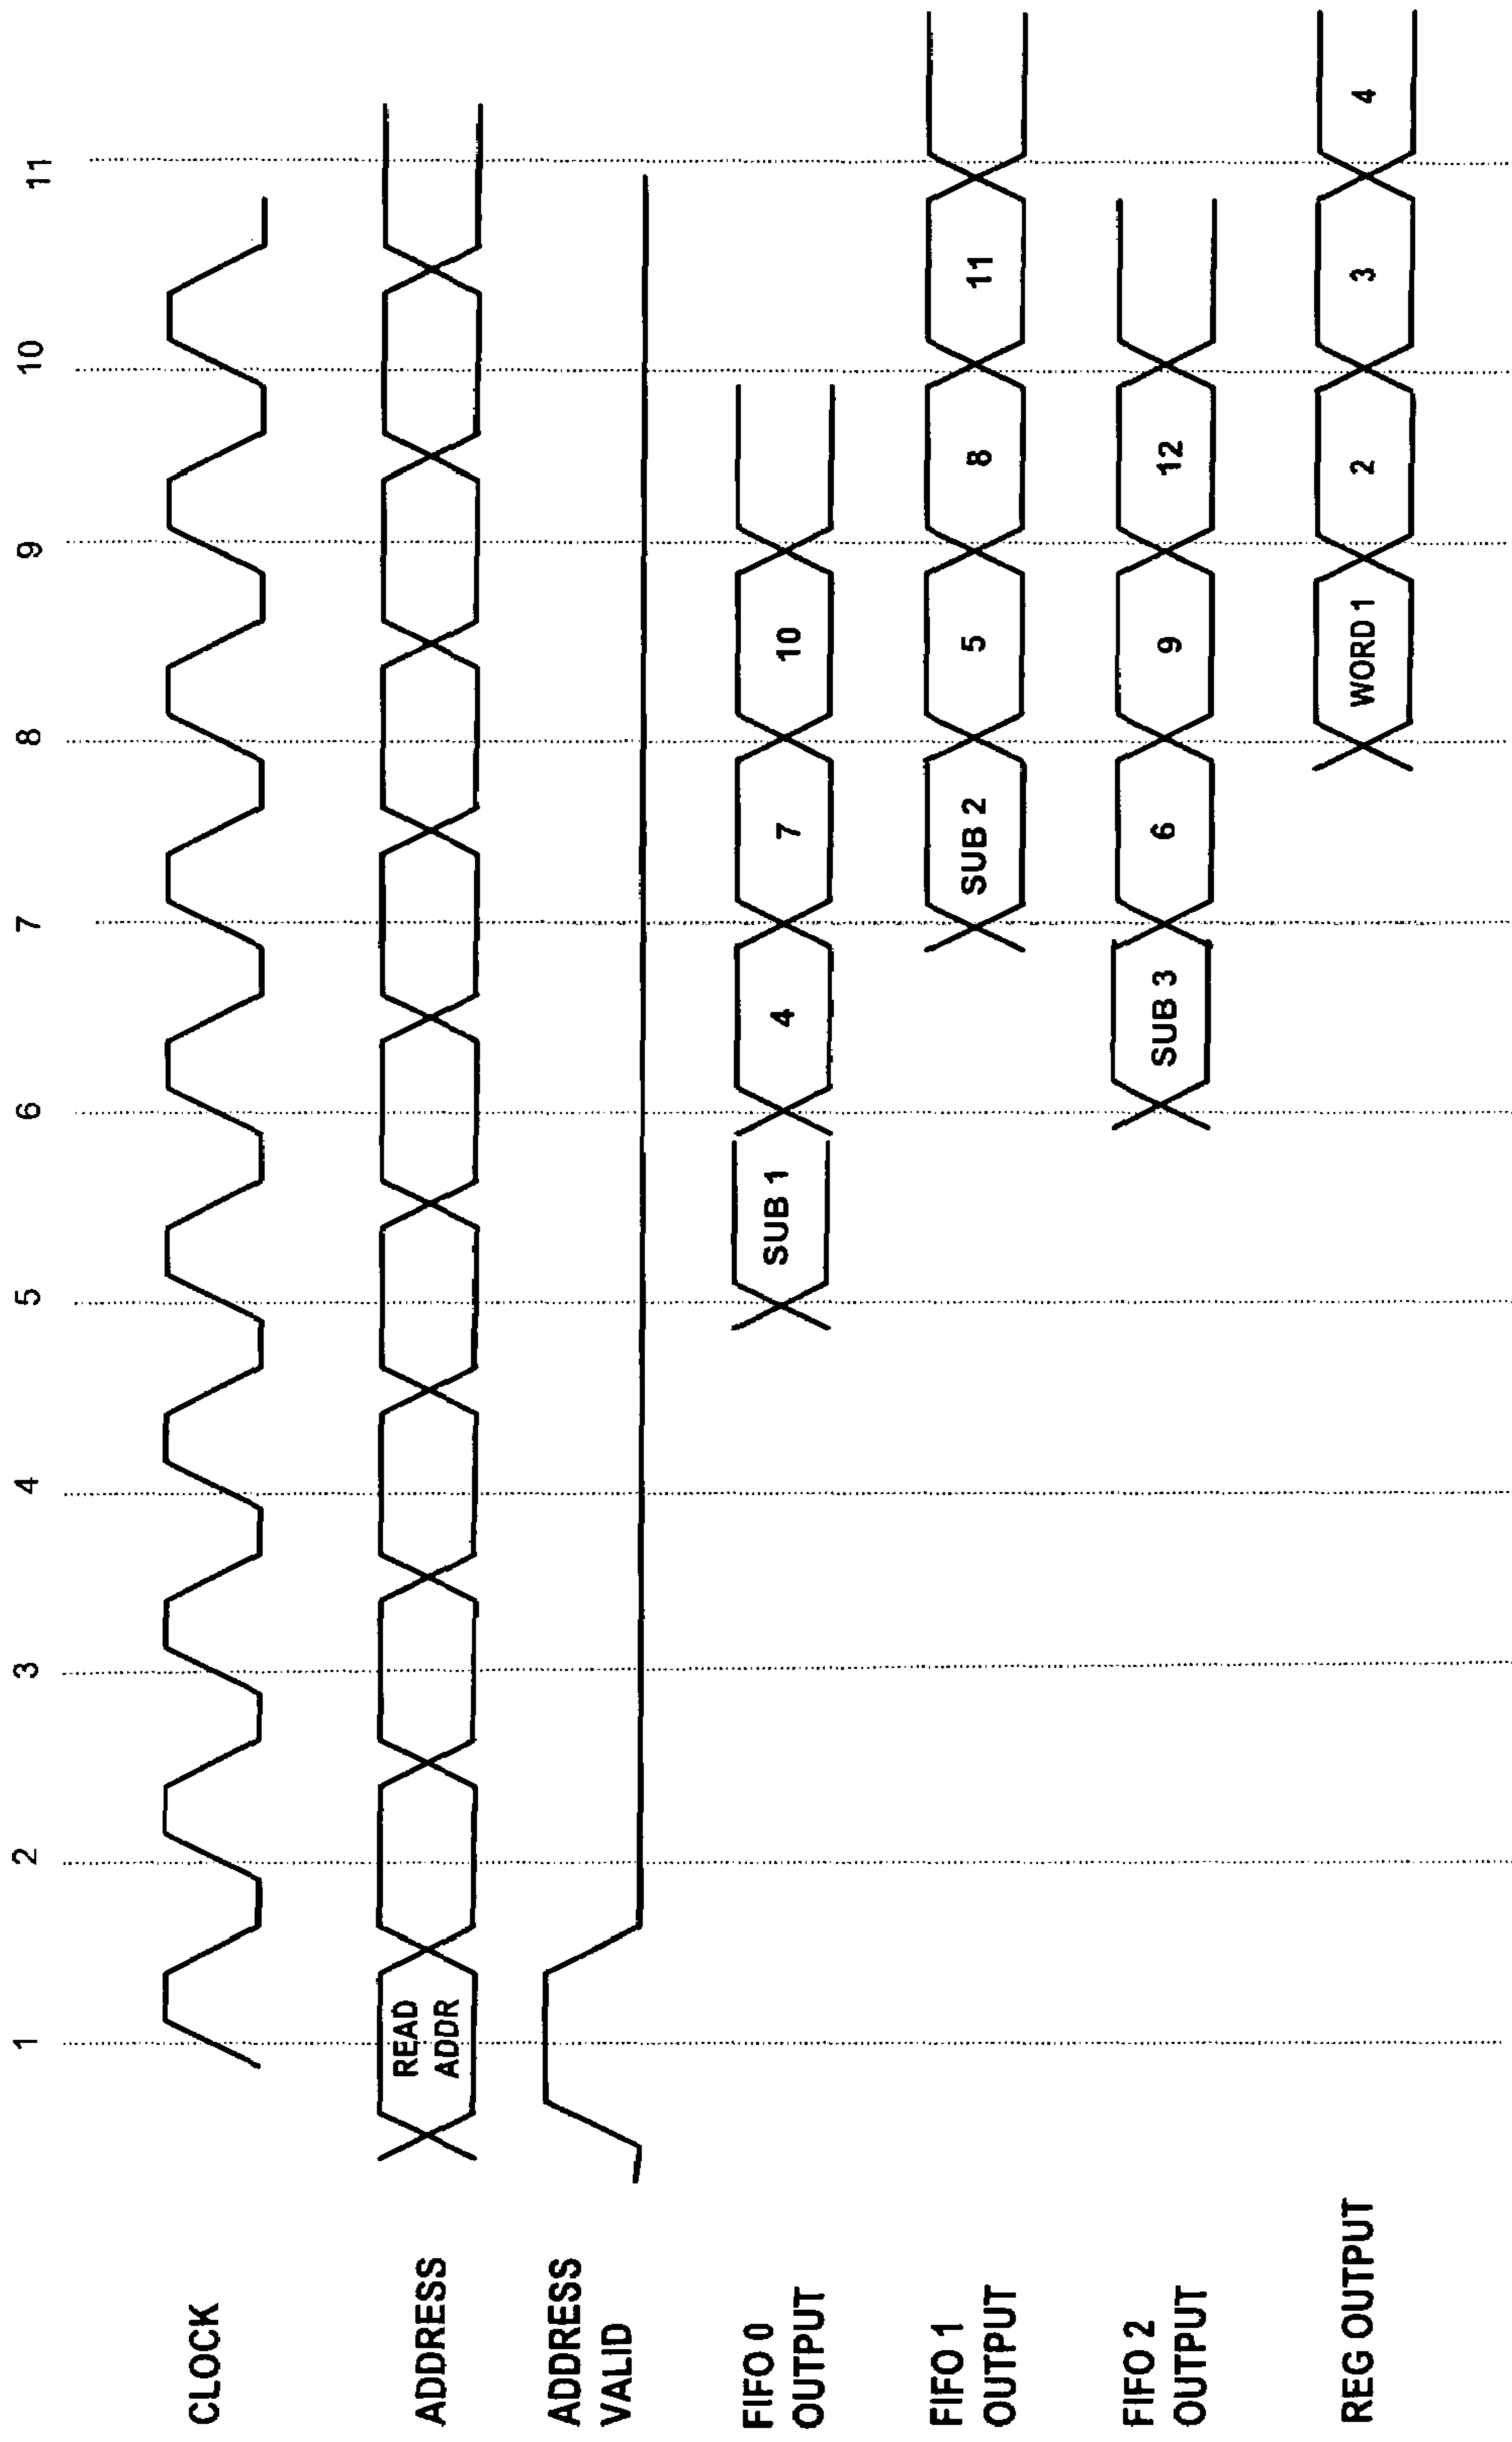 1 2 3 4 5 6 7 8 9 10 11
CLOCK
ADDRESS
READ
ADDR
ADDRESS
VALID
FIFO 0
OUTPUT
SUB 1 4 7 10
FIFO 1
OUTPUT
SUB 2 5 8 11
FIFO 2
OUTPUT
SUB 3 6 9 12
REG OUTPUT
WORD 1 2 3 4